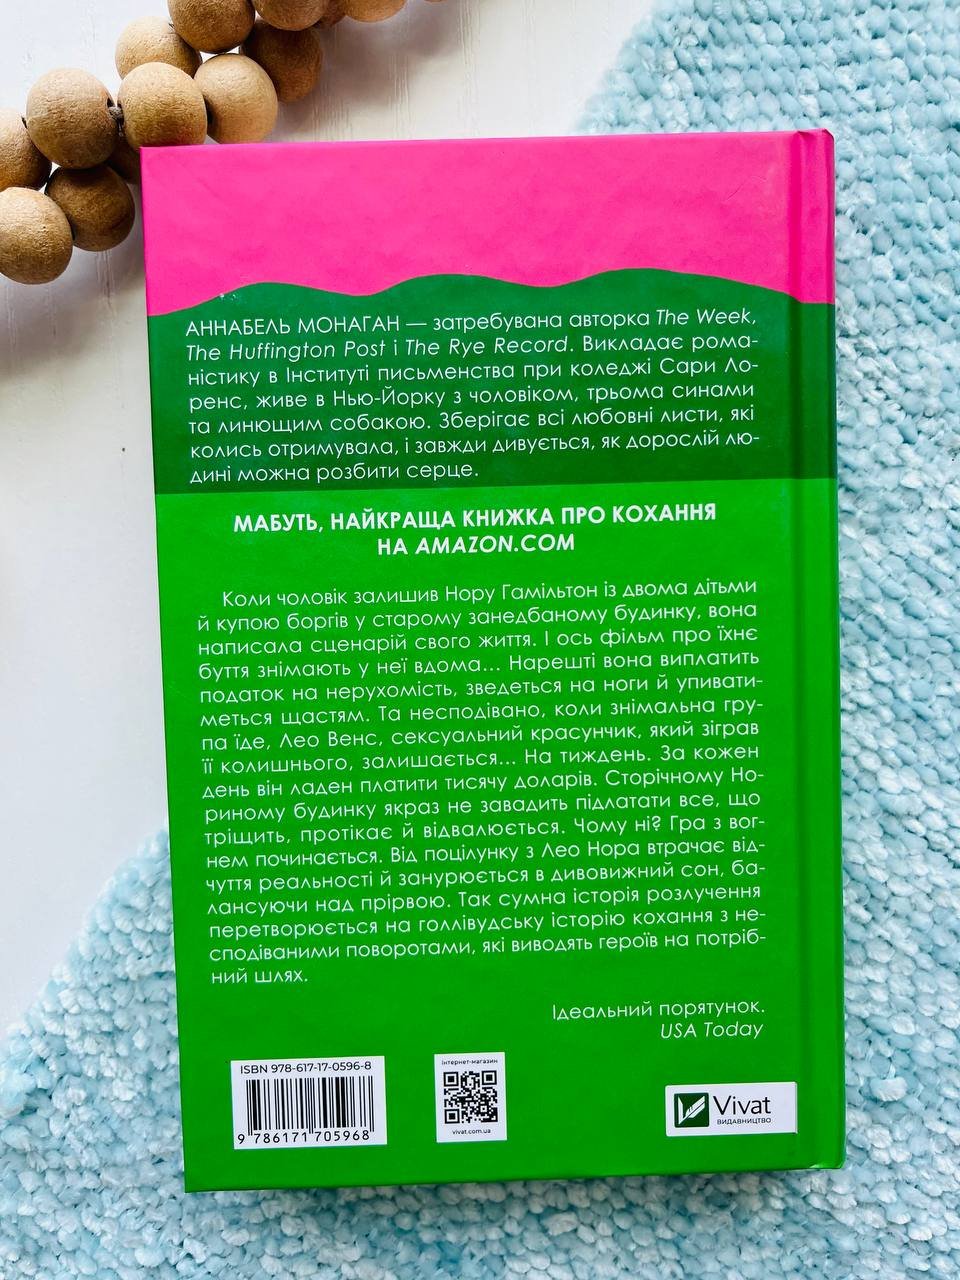 АННАБЕЛЬ МОНАГАН — затребувана авторка The Week,
The Huffington Post і The Rye Record. Викладає рома-
ністику в Інституті письменства при коледжі Сари Ло-
ренс, живе в Нью-Йорку з чоловіком, трьома синами
та линющим собакою. Зберігає всі любовні листи, які
колись отримувала, і завжди дивується, як дорослій лю-
дині можна розбити серце.
МАБУТЬ, НАЙКРАЩА КНИЖКА ПРО КОХАННЯ
НА AMAZON.COM
Коли чоловік залишив Нору Гамільтон із двома дітьми
й купою боргів у старому занедбаному будинку, вона
написала сценарій свого життя. І ось фільм про їхнє
буття знімають у неї вдома... Нарешті вона виплатить
податок на нерухомість, зведеться на ноги й упивати-
меться щастям. Та несподівано, коли знімальна гру-
па їде, Лео Венс, сексуальний красунчик, який зіграв
її колишнього, залишається... На тиждень. За кожен
день він ладен платити тисячу доларів. Сторічному Но-
риному будинку якраз не завадить підлатати все, що
тріщить, протікає й відвалюється. Чому ні? Гра з вог-
нем починається. Від поцілунку з Лео Нора втрачає від-
чуття реальності й занурюється в дивовижний сон, ба-
лансуючи над прірвою. Так сумна історія розлучення
перетворюється на голлівудську історію кохання з не-
сподіваними поворотами, які виводять героїв на потріб-
ний шлях.
Ідеальний порятунок.
USA Today
ISBN 978-617-17-0596-8
9 786171 705968
інтернет-магазин
vivat.com.ua
Vivat
ВИДАВНИЦТВО